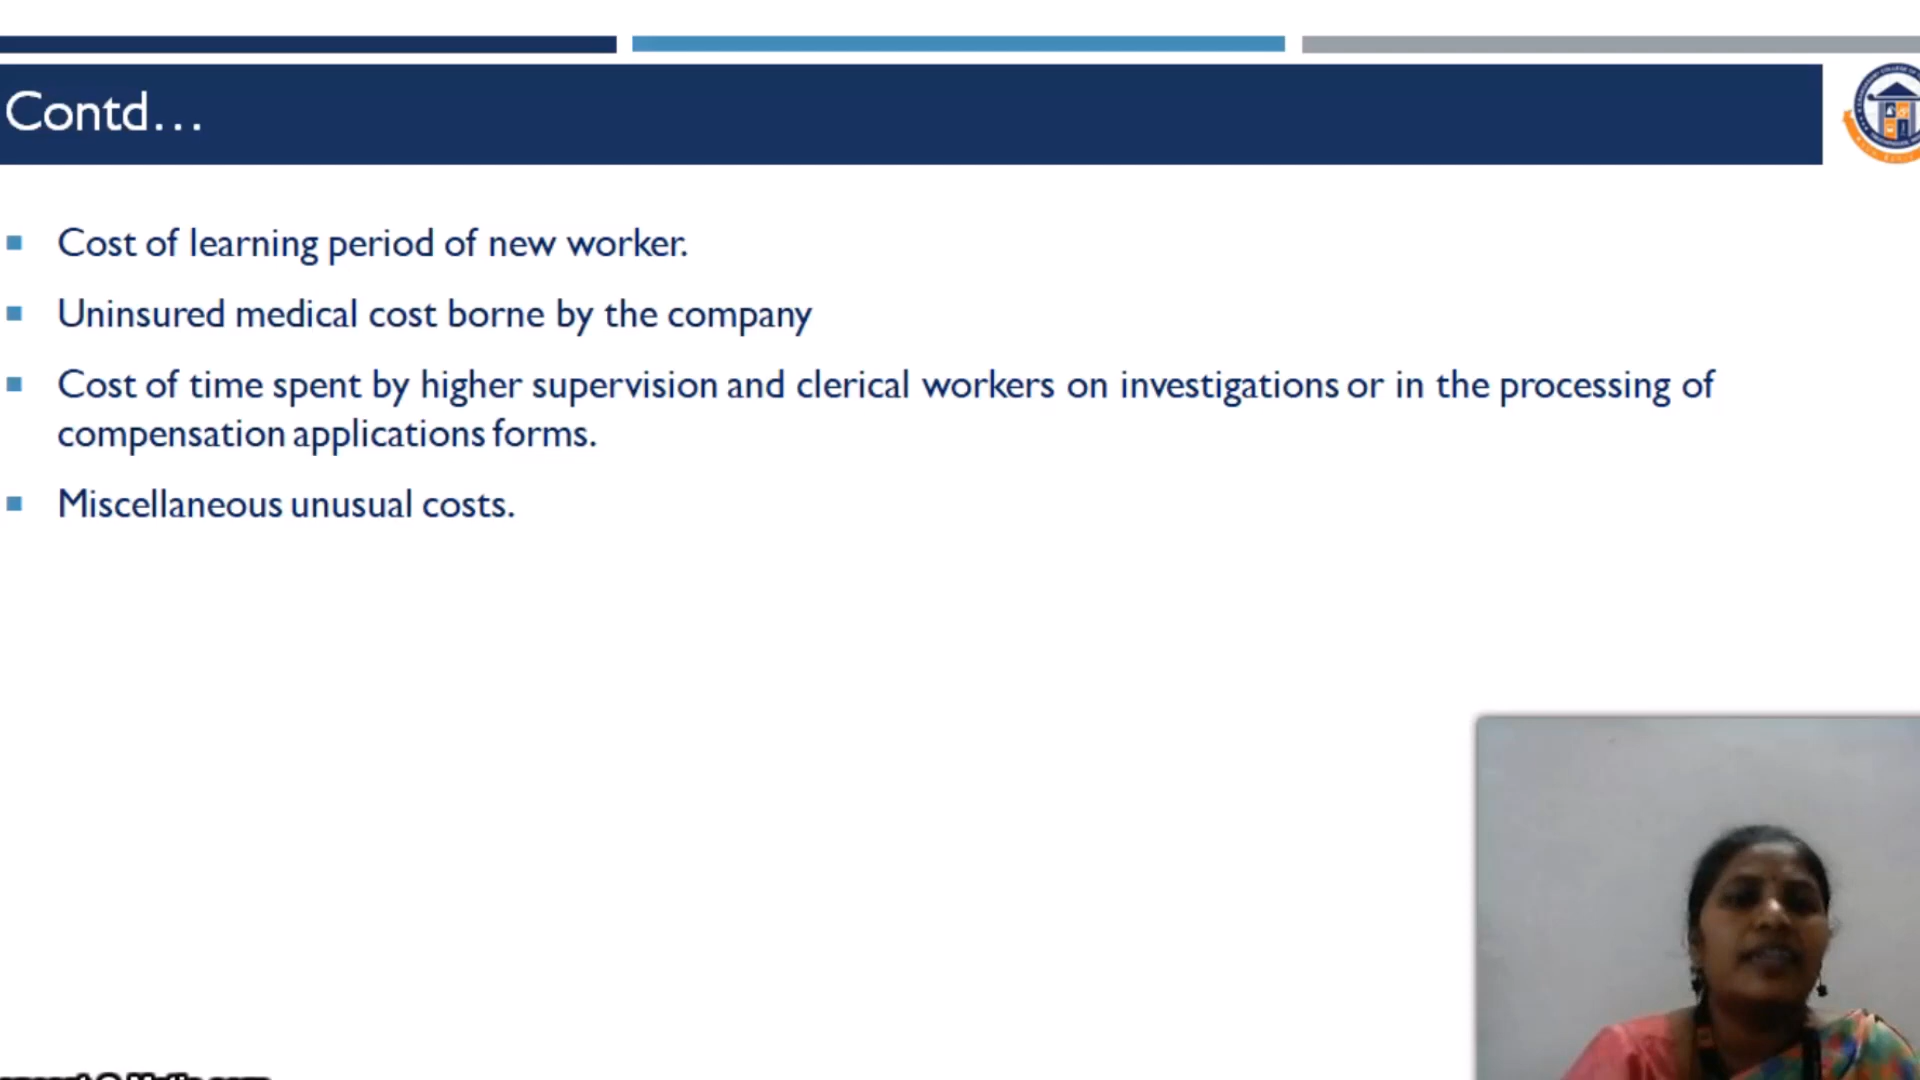 Contd...
Cost of learning period of new worker.
Uninsured medical cost borne by the company
Cost of time spent by higher supervision and clerical workers on investigations or in the processing of
compensation applications forms.
Miscellaneous unusual costs.